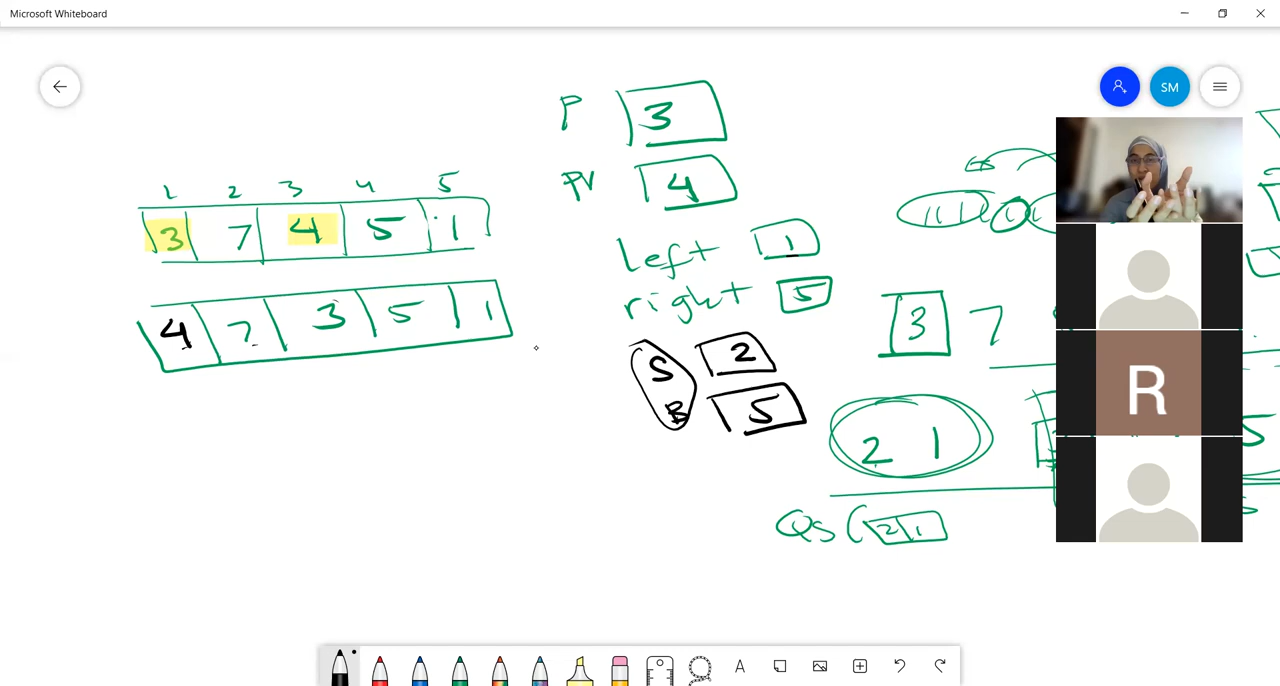 Microsoft Whiteboard
SM
P 3
PV 4
1 2 3 4 5
3 7 4 5 1
left 1
right 5
4 7 3 5 1
S 2
B 5
3 7
2 1
5
Qs ( 2 1
R
A